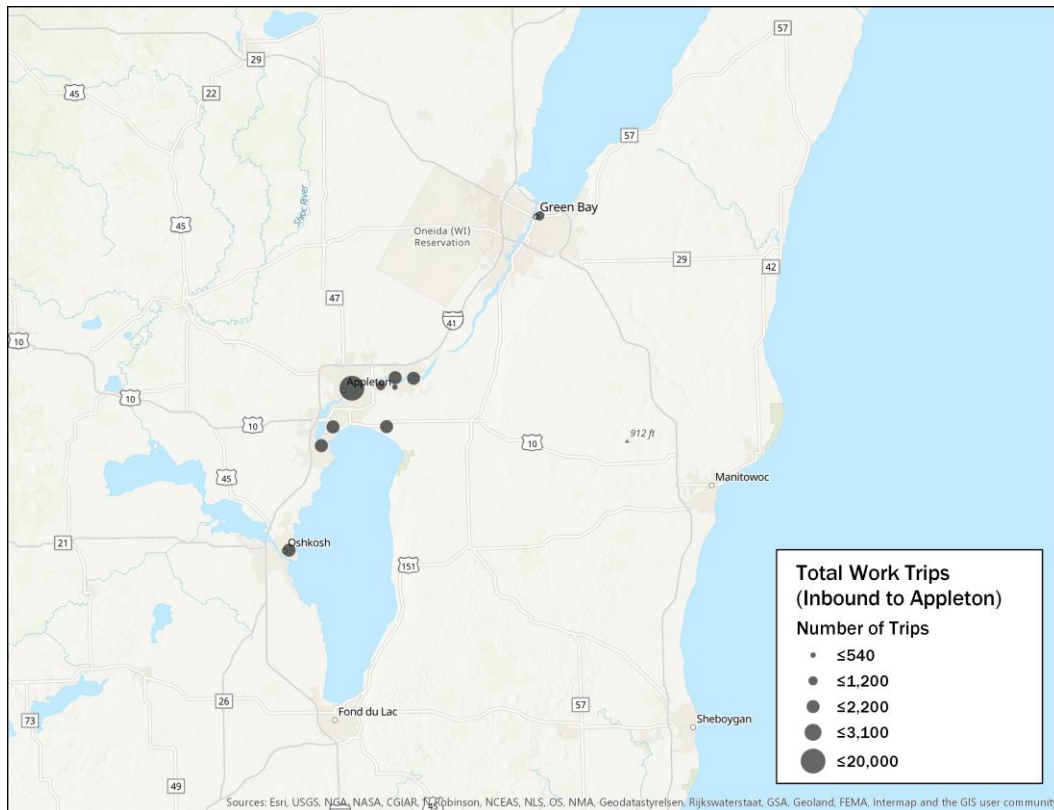 57
29
45
22
57
Shioc River
Green Bay
Oneida (WI)
Reservation
45
29
42
47
41
10
Appleton
10
10
10
912 ft
45
Manitowoc
21
Oshkosh
151
Total Work Trips
(Inbound to Appleton)
Number of Trips
≤540
≤1,200
≤2,200
≤3,100
≤20,000
26
Fond du Lac
57
Sheboygan
73
49
45
Sources: Esri, USGS, NGA, NASA, CGIAR, N Robinson, NCEAS, NLS, OS, NMA, Geodatastyrelsen, Rijkswaterstaat, GSA, Geoland, FEMA, Intermap and the GIS user community